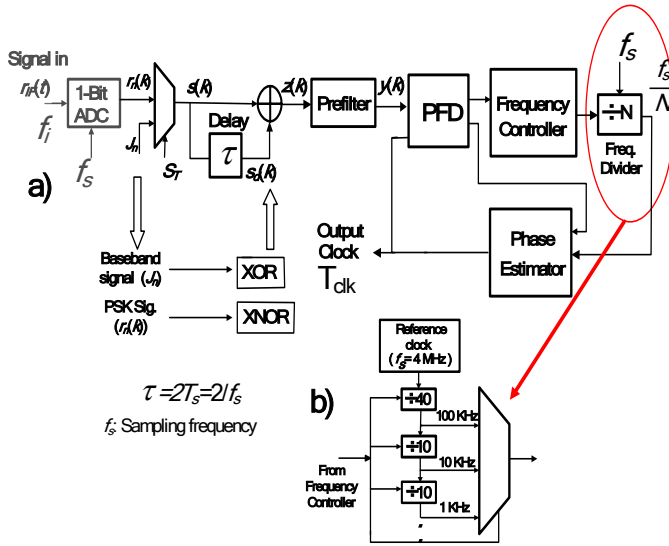 Signal in
r_IF(t)
f_i
1-Bit
ADC
f_s
r_n(k)
J_n
S_T
s(k)
Delay
τ
s_d(k)
z(k)
Prefilter
y(k)
PFD
Frequency
Controller
f_s
÷N
Freq.
Divider
f_s
Λ
a)
Output
Clock
T_clk
Phase
Estimator
Baseband
signal (J_n)
XOR
PSK Sig.
(r_n(k))
XNOR
τ =2T_s=2/f_s
f_s: Sampling frequency
b)
Reference
clock
( f_s= 4 MHz)
÷40
100 KHz
÷10
10 KHz
÷10
1 KHz
From
Frequency
Controller